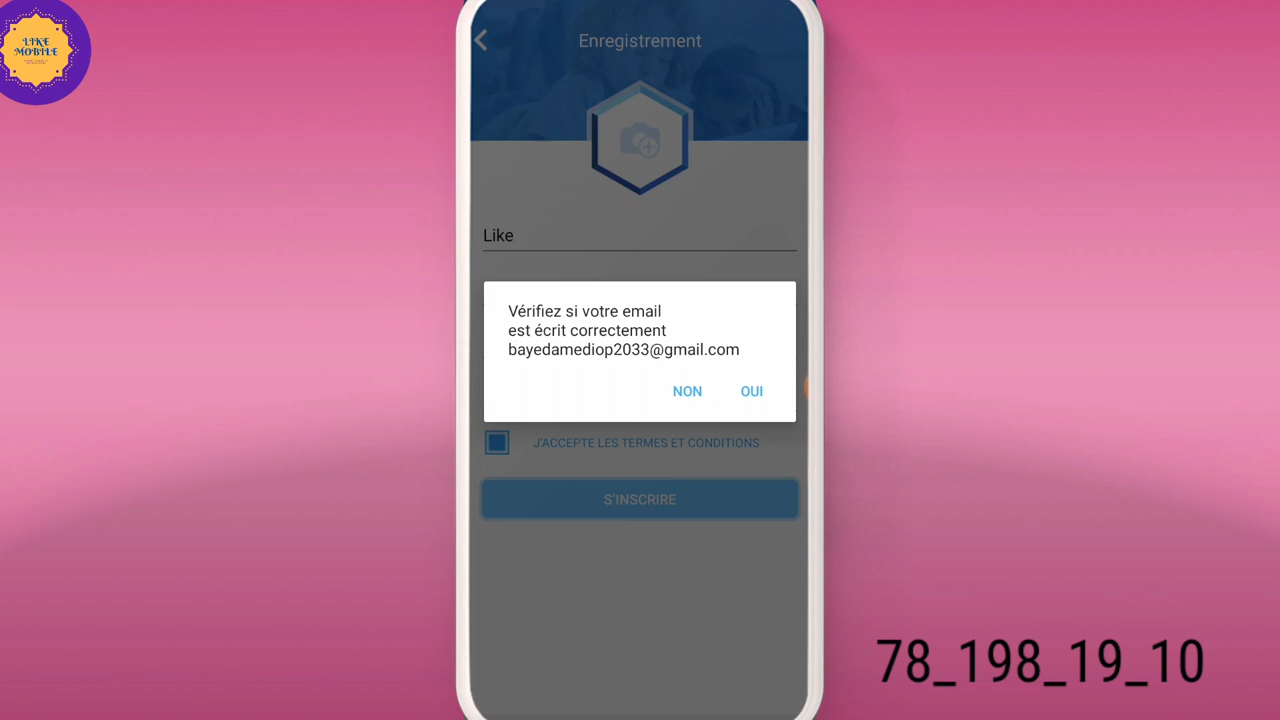 LIKE
MOBILE
Enregistrement
Like
Vérifiez si votre email
est écrit correctement
bayedamediop2033@gmail.com
NON OUI
J'ACCEPTE LES TERMES ET CONDITIONS
S'INSCRIRE
78_198_19_10